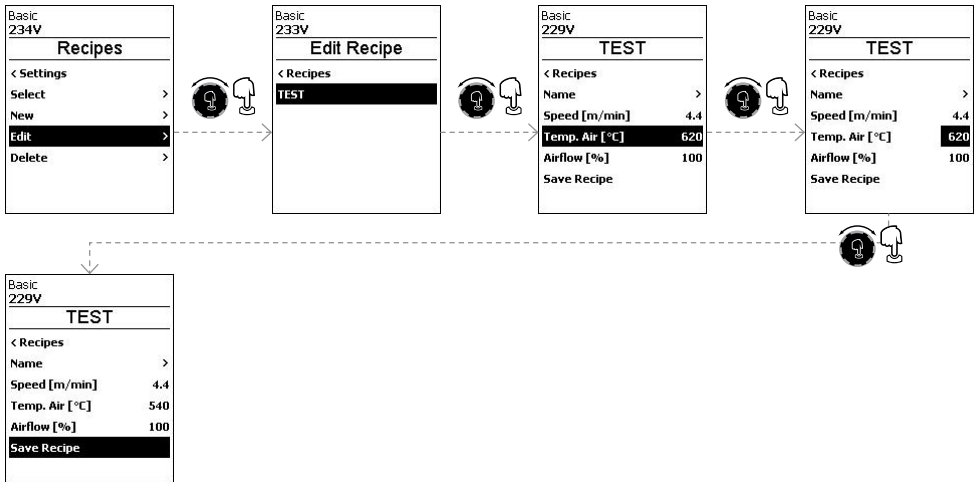 Basic
234V
Recipes
< Settings
Select >
New >
Edit >
Delete >
Basic
233V
Edit Recipe
< Recipes
TEST
Basic
229V
TEST
< Recipes
Name >
Speed [m/min] 4.4
Temp. Air [°C] 620
Airflow [%] 100
Save Recipe
Basic
229V
TEST
< Recipes
Name >
Speed [m/min] 4.4
Temp. Air [°C] 620
Airflow [%] 100
Save Recipe
Basic
229V
TEST
< Recipes
Name >
Speed [m/min] 4.4
Temp. Air [°C] 540
Airflow [%] 100
Save Recipe